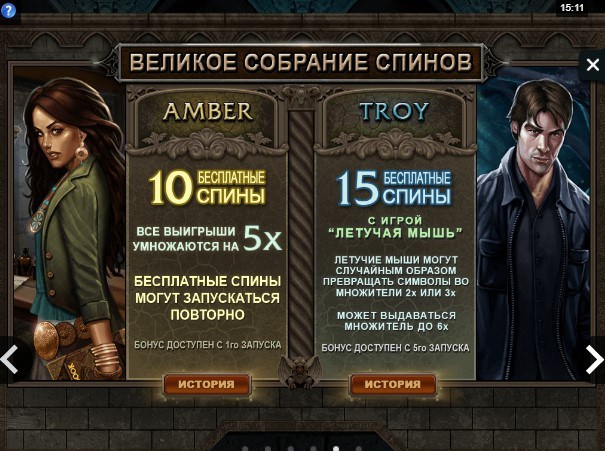 ?
15:11
ВЕЛИКОЕ СОБРАНИЕ СПИНОВ
×
AMBER
10 БЕСПЛАТНЫЕ
СПИНЫ
ВСЕ ВЫИГРЫШИ
УМНОЖАЮТСЯ НА 5x
БЕСПЛАТНЫЕ СПИНЫ
МОГУТ ЗАПУСКАТЬСЯ
ПОВТОРНО
БОНУС ДОСТУПЕН С 1го ЗАПУСКА
ИСТОРИЯ
TROY
15 БЕСПЛАТНЫЕ
СПИНЫ
С ИГРОЙ
"ЛЕТУЧАЯ МЫШЬ"
ЛЕТУЧИЕ МЫШИ МОГУТ
СЛУЧАЙНЫМ ОБРАЗОМ
ПРЕВРАЩАТЬ СИМВОЛЫ ВО
МНОЖИТЕЛИ 2x ИЛИ 3x
МОЖЕТ ВЫДАВАТЬСЯ
МНОЖИТЕЛЬ ДО 6x
БОНУС ДОСТУПЕН С 5го ЗАПУСКА
ИСТОРИЯ